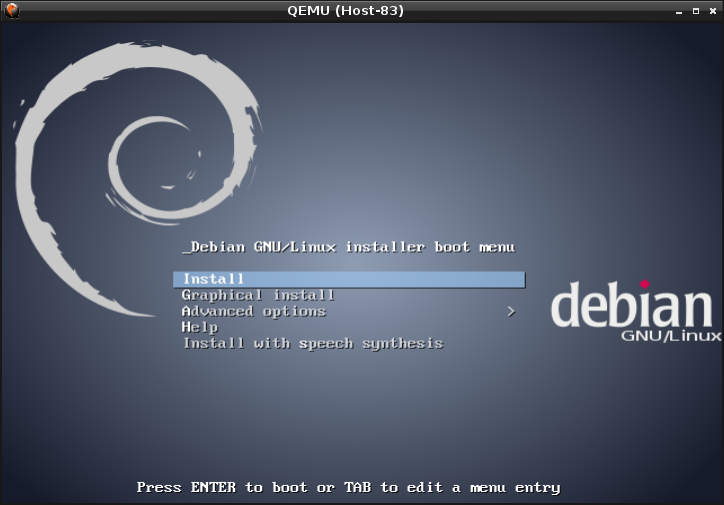 QEMU (Host-83)
_Debian GNU/Linux installer boot menu
Install
Graphical install
Advanced options >
Help
Install with speech synthesis
debian
GNU/Linux
Press ENTER to boot or TAB to edit a menu entry